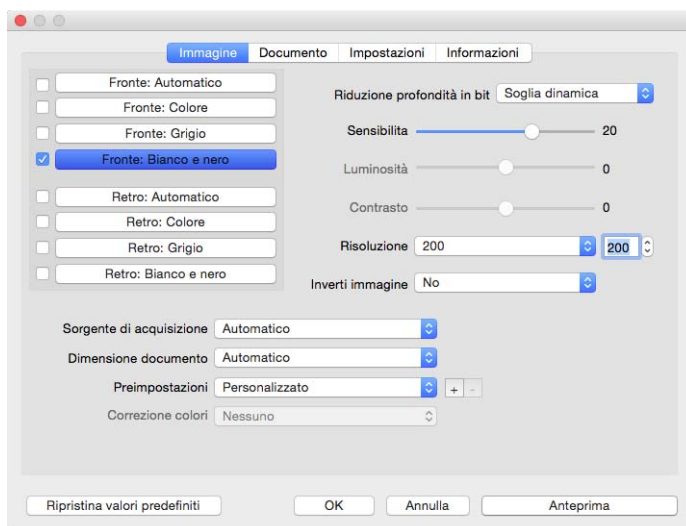 Immagine Documento Impostazioni Informazioni
Fronte: Automatico
Fronte: Colore
Fronte: Grigio
Fronte: Bianco e nero
Retro: Automatico
Retro: Colore
Retro: Grigio
Retro: Bianco e nero
Riduzione profondità in bit Soglia dinamica
Sensibilita 20
Luminosità 0
Contrasto 0
Risoluzione 200 200
Inverti immagine No
Sorgente di acquisizione Automatico
Dimensione documento Automatico
Preimpostazioni Personalizzato + -
Correzione colori Nessuno
Ripristina valori predefiniti OK Annulla Anteprima